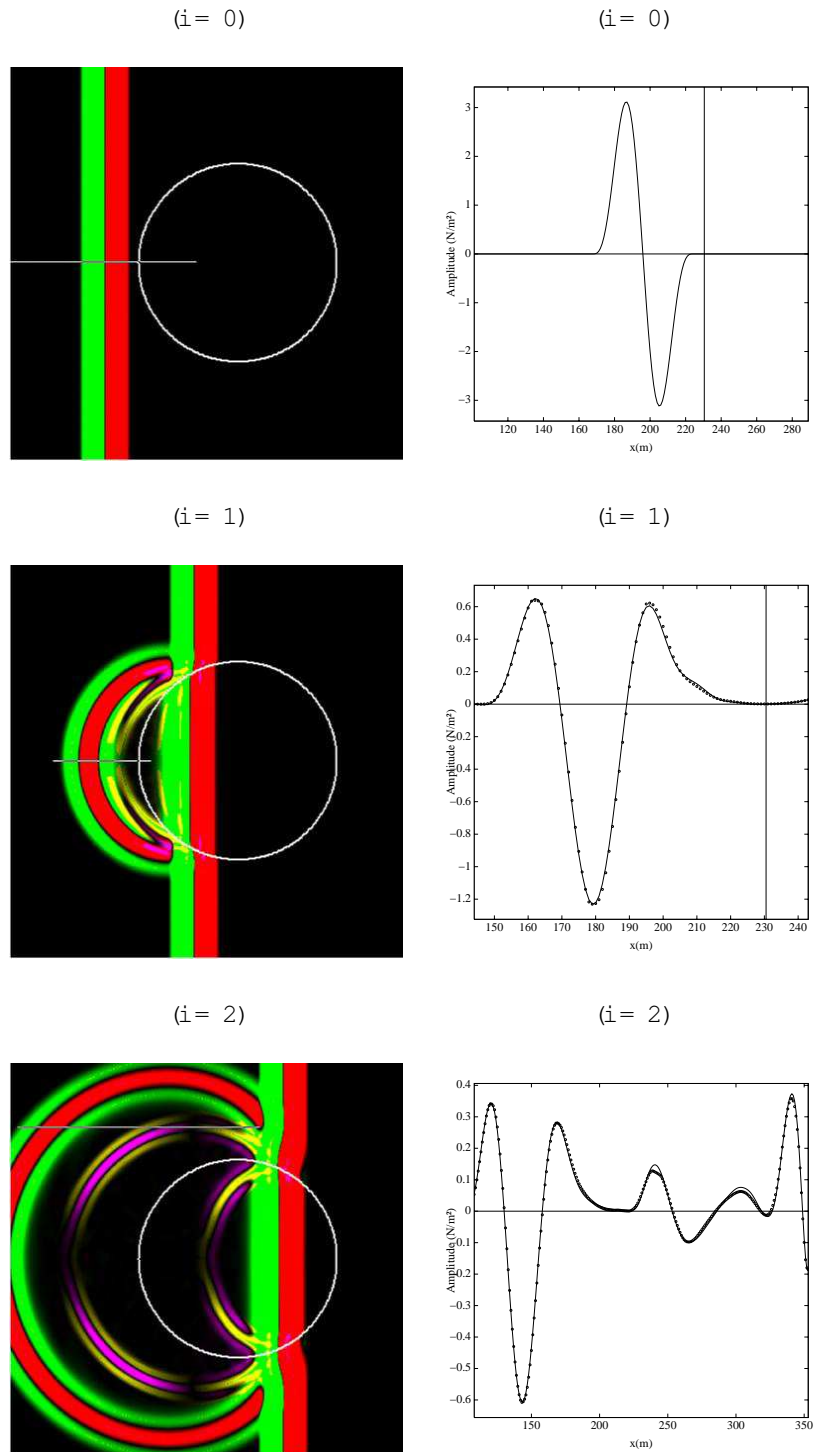 (i= 0)
(i= 0)
3
2
1
0
−1
−2
−3
Amplitude (N/m²)
120 140 160 180 200 220 240 260 280
x(m)
(i= 1)
(i= 1)
0.6
0.4
0.2
0
−0.2
−0.4
−0.6
−0.8
−1
−1.2
Amplitude (N/m²)
150 160 170 180 190 200 210 220 230 240
x(m)
(i= 2)
(i= 2)
0.4
0.3
0.2
0.1
0
−0.1
−0.2
−0.3
−0.4
−0.5
−0.6
Amplitude (N/m²)
150 200 250 300 350
x(m)